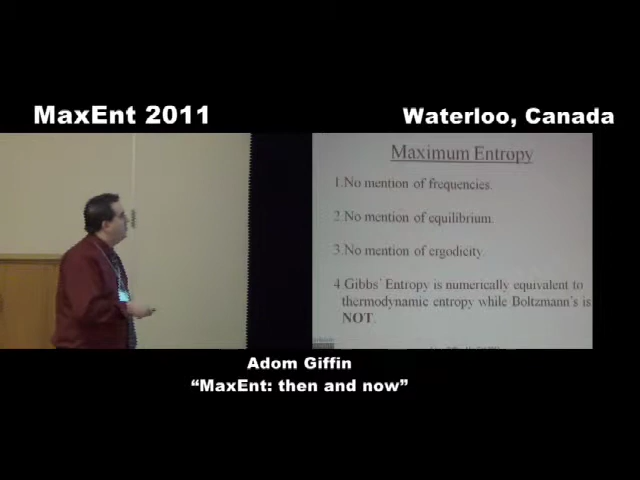 MaxEnt 2011
Waterloo, Canada
Maximum Entropy
1.No mention of frequencies.
2.No mention of equilibrium.
3.No mention of ergodicity.
4 Gibbs' Entropy is numerically equivalent to
thermodynamic entropy while Boltzmann's is
NOT.
Adom Giffin
“MaxEnt: then and now”